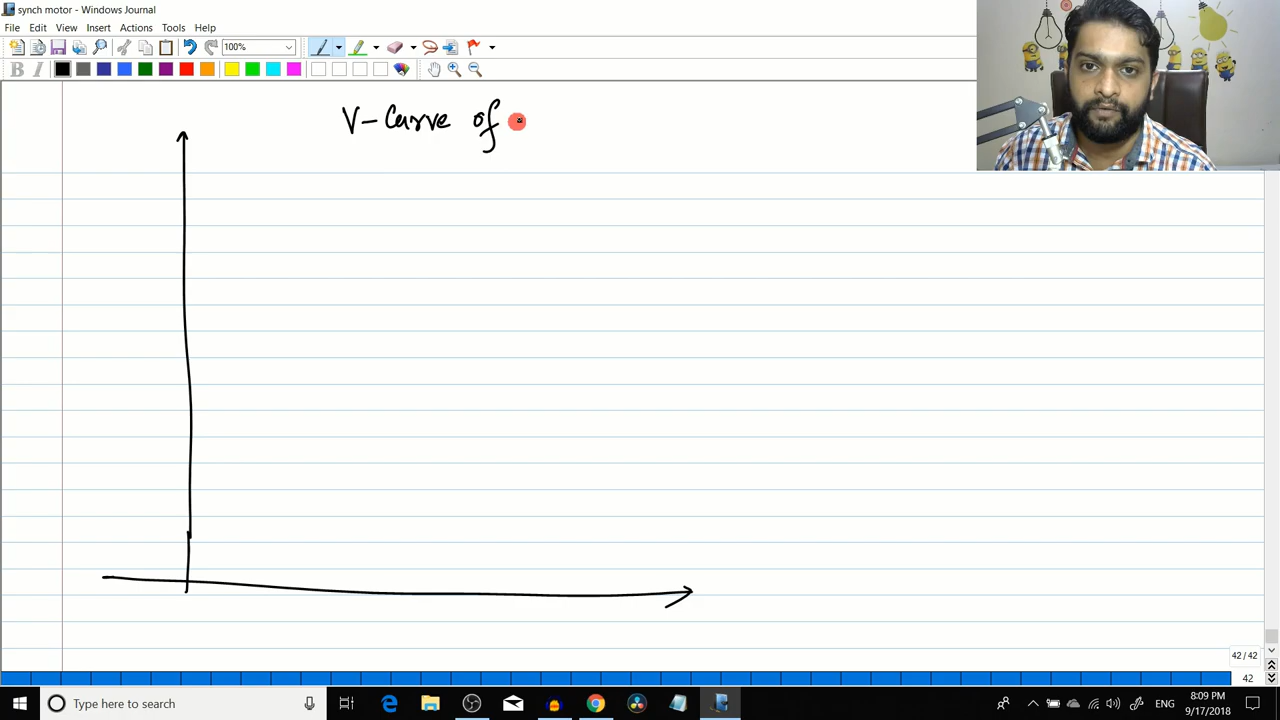 synch motor - Windows Journal
File Edit View Insert Actions Tools Help
100%
B I
V-Curve of
42 / 42
42
Type here to search
ENG
8:09 PM
9/17/2018